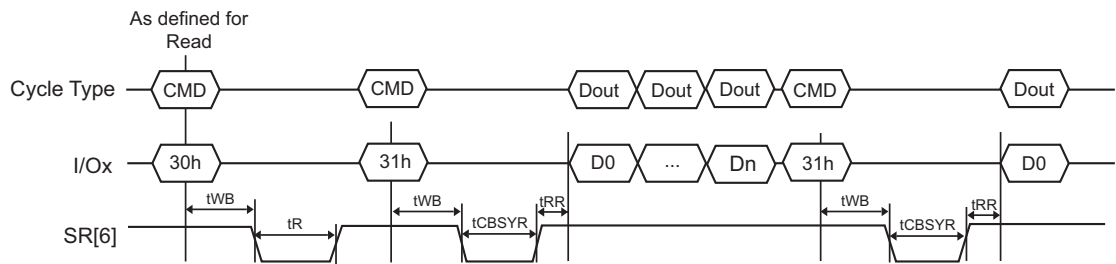 As defined for
Read
Cycle Type CMD CMD Dout Dout Dout CMD Dout
I/Ox 30h 31h D0 ... Dn 31h D0
tWB tR tWB tCBSYR tRR tWB tCBSYR tRR
SR[6]